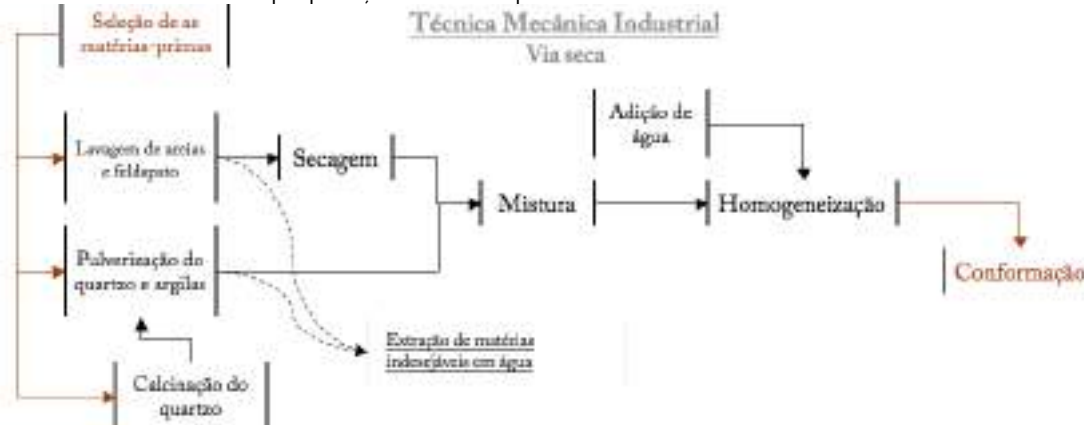 Seleção de as
matérias-primas
Técnica Mecânica Industrial
Via seca
Adição de
água
Lavagem de areias
e feldspato
Secagem
Mistura
Homogeneização
Pulverização do
quartzo e argilas
Conformação
Extração de matérias
indesejáveis em água
Calcinação do
quartzo